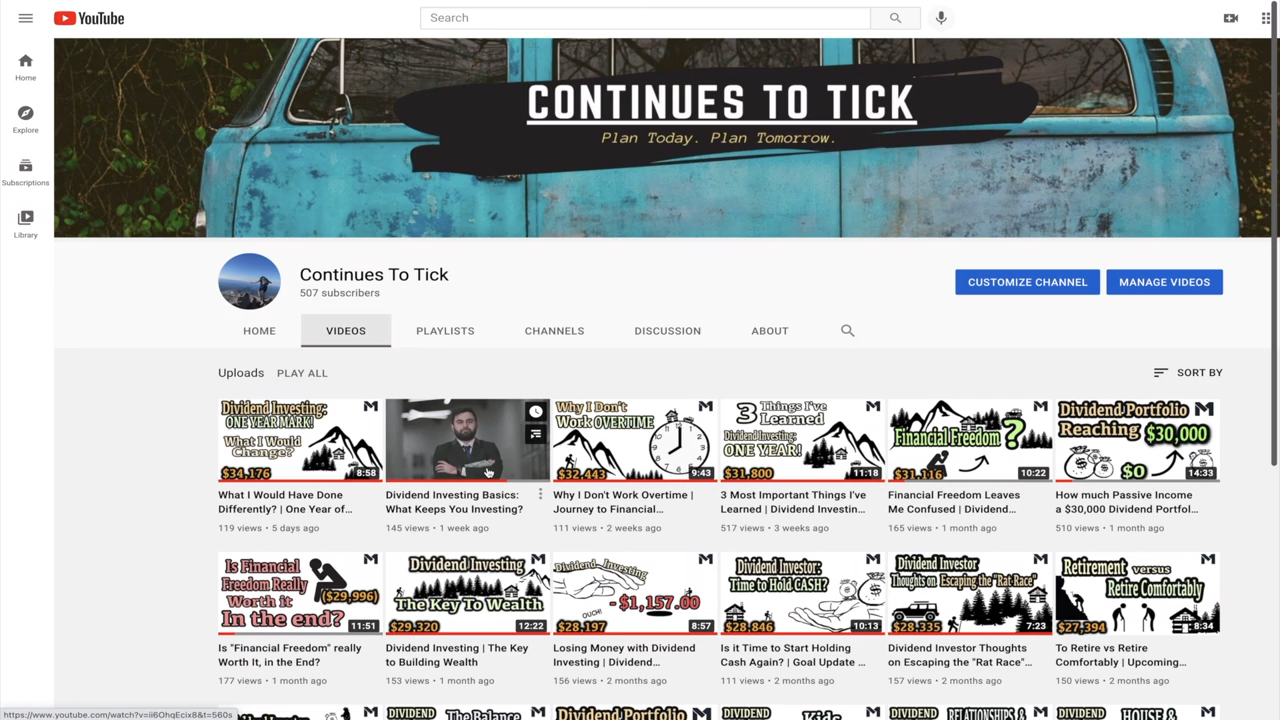 YouTube
Search
Home
Explore
Subscriptions
Library
CONTINUES TO TICK
Plan Today. Plan Tomorrow.
Continues To Tick
507 subscribers
CUSTOMIZE CHANNEL
MANAGE VIDEOS
HOME
VIDEOS
PLAYLISTS
CHANNELS
DISCUSSION
ABOUT
Uploads
PLAY ALL
SORT BY
Dividend Investing:
ONE YEAR MARK!
What I Would
Change?
$34,176
8:58
Why I Don't
Work OVERTIME
$32,443
9:43
3 Things I've
Learned
Dividend Investing:
ONE YEAR!
$31,800
11:18
Financial Freedom ?
$31,116
10:22
Dividend Portfolio
Reaching $30,000
$0
14:33
What I Would Have Done
Differently? | One Year of...
119 views • 5 days ago
Dividend Investing Basics:
What Keeps You Investing?
145 views • 1 week ago
Why I Don't Work Overtime |
Journey to Financial...
111 views • 2 weeks ago
3 Most Important Things I've
Learned | Dividend Investin...
517 views • 3 weeks ago
Financial Freedom Leaves
Me Confused | Dividend...
165 views • 1 month ago
How much Passive Income
a $30,000 Dividend Portfol...
510 views • 1 month ago
Is Financial
Freedom Really
Worth it
In the end?
($29,996)
11:51
Dividend Investing
The Key To Wealth
$29,320
12:22
Dividend Investing
- $1,157.00
OUCH!
$28,197
8:57
Dividend Investor:
Time to Hold CASH?
$28,846
10:13
Dividend Investor
Thoughts on Escaping the "Rat Race"
$28,335
7:23
Retirement versus
Retire Comfortably
$27,394
8:34
Is "Financial Freedom" really
Worth It, in the End?
177 views • 1 month ago
Dividend Investing | The Key
to Building Wealth
153 views • 1 month ago
Losing Money with Dividend
Investing | Dividend...
156 views • 2 months ago
Is it Time to Start Holding
Cash Again? | Goal Update ...
111 views • 2 months ago
Dividend Investor Thoughts
on Escaping the "Rat Race"...
157 views • 2 months ago
To Retire vs Retire
Comfortably | Upcoming...
150 views • 2 months ago
https://www.youtube.com/watch?v=ii6OhqEcix8&t=560s
The Balance
Dividend Portfolio
Kids